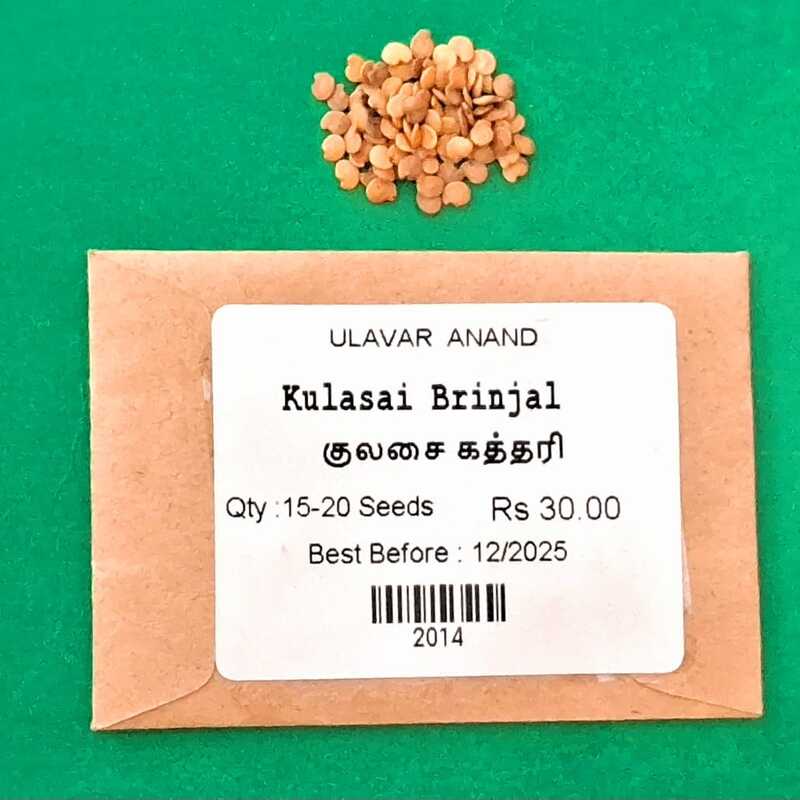 ULAVAR ANAND
Kulasai Brinjal
குலசை கத்தரி
Qty :15-20 Seeds Rs 30.00
Best Before : 12/2025
2014